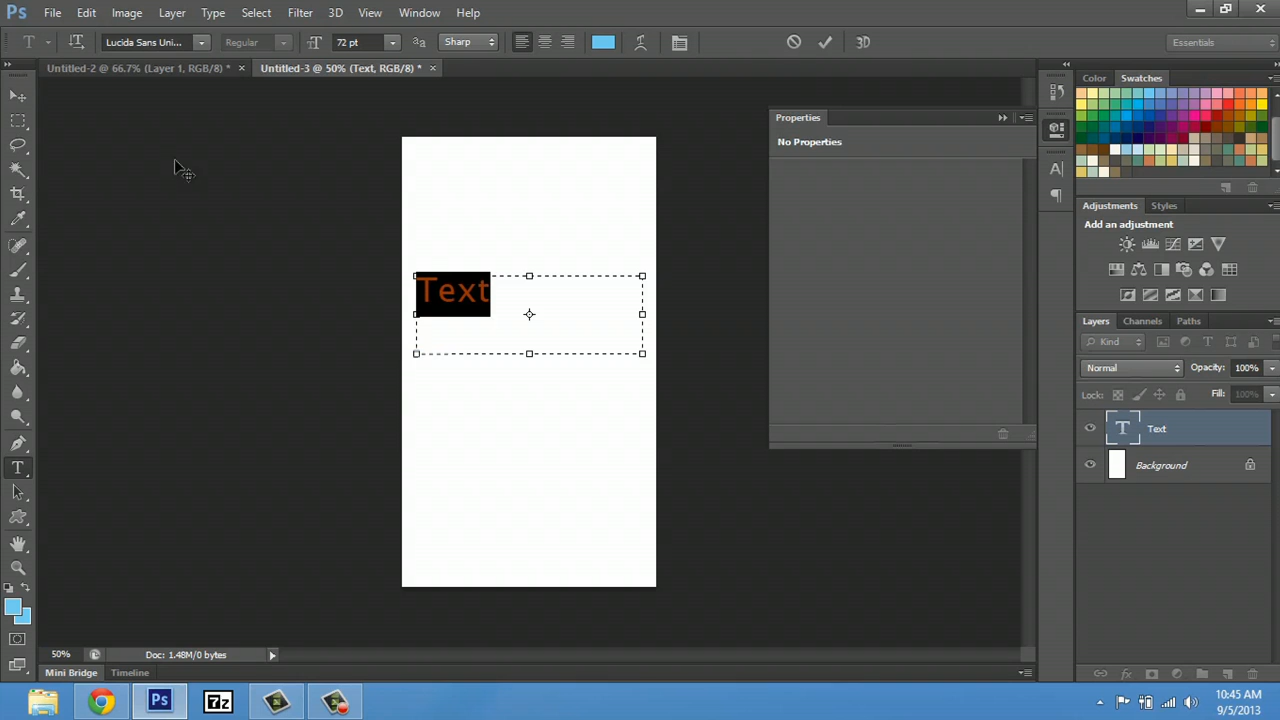 Ps File Edit Image Layer Type Select Filter 3D View Window Help
T Lucida Sans Uni... Regular 72 pt Sharp 3D Essentials
Untitled-2 @ 66.7% (Layer 1, RGB/8) * × Untitled-3 @ 50% (Text, RGB/8) * ×
Color Swatches
Properties
No Properties
Adjustments Styles
Add an adjustment
Text
Layers Channels Paths
Kind
Normal Opacity: 100%
Lock: Fill: 100%
T Text
Background
50% Doc: 1.48M/0 bytes
Mini Bridge Timeline
Ps 7z
10:45 AM
9/5/2013